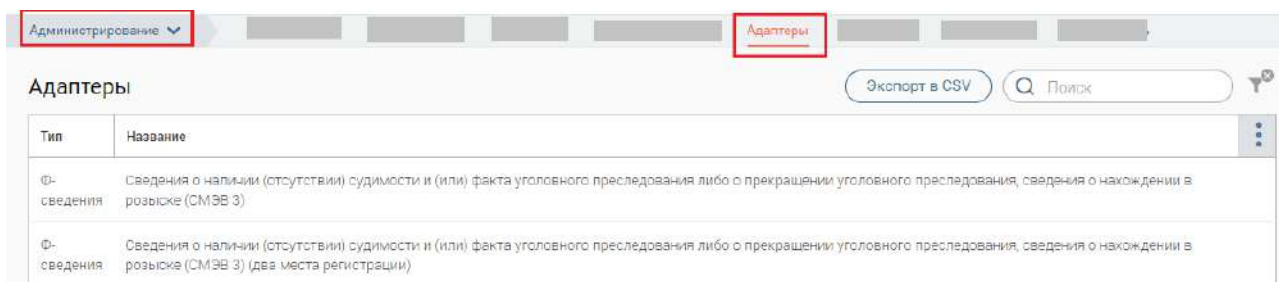 Администрирование
Адаптеры
Адаптеры
Экспорт в CSV
Поиск
Тип
Название
Ф-
сведения
Сведения о наличии (отсутствии) судимости и (или) факта уголовного преследования либо о прекращении уголовного преследования, сведения о нахождении в
розыске (СМЭВ 3)
Ф-
сведения
Сведения о наличии (отсутствии) судимости и (или) факта уголовного преследования либо о прекращении уголовного преследования, сведения о нахождении в
розыске (СМЭВ 3) (два места регистрации)